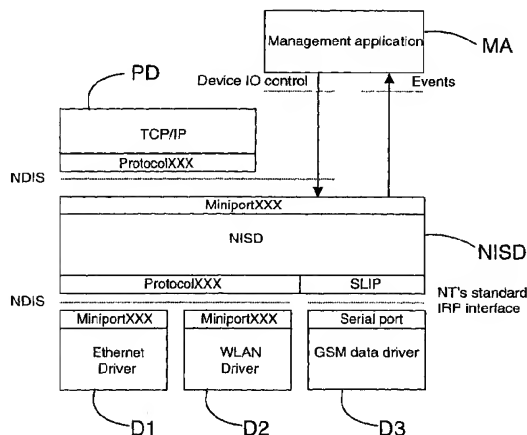 Management application
MA
PD
Device IO control
Events
TCP/IP
ProtocolXXX
NDIS
MiniportXXX
NISD
NISD
ProtocolXXX
SLIP
NDIS
NT's standard
IRP interface
MiniportXXX
MiniportXXX
Serial port
Ethernet
Driver
WLAN
Driver
GSM data driver
D1
D2
D3